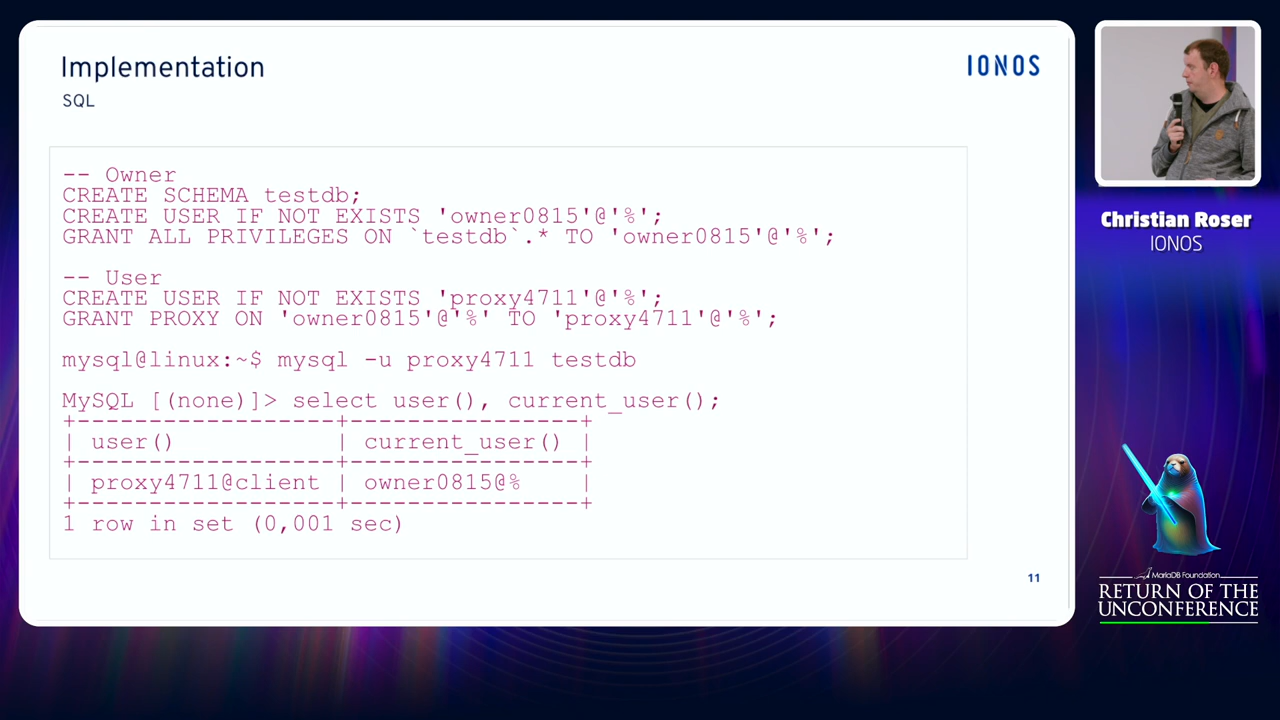 Implementation
SQL
IONOS
-- Owner
CREATE SCHEMA testdb;
CREATE USER IF NOT EXISTS 'owner0815'@'%';
GRANT ALL PRIVILEGES ON `testdb`.* TO 'owner0815'@'%';
-- User
CREATE USER IF NOT EXISTS 'proxy4711'@'%';
GRANT PROXY ON 'owner0815'@'%' TO 'proxy4711'@'%';
mysql@linux:~$ mysql -u proxy4711 testdb
MySQL [(none)]> select user(), current_user();
+------------------+----------------+
| user()           | current_user() |
+------------------+----------------+
| proxy4711@client | owner0815@%    |
+------------------+----------------+
1 row in set (0,001 sec)
11
Christian Roser
IONOS
MariaDB Foundation
RETURN OF THE
UNCONFERENCE